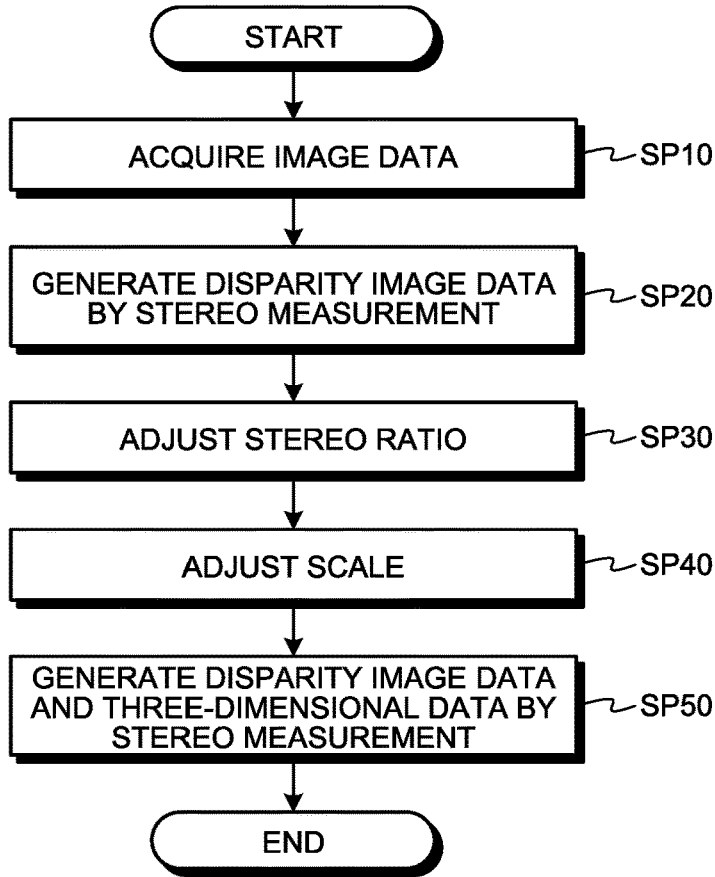 START
ACQUIRE IMAGE DATA
SP10
GENERATE DISPARITY IMAGE DATA
BY STEREO MEASUREMENT
SP20
ADJUST STEREO RATIO
SP30
ADJUST SCALE
SP40
GENERATE DISPARITY IMAGE DATA
AND THREE-DIMENSIONAL DATA BY
STEREO MEASUREMENT
SP50
END